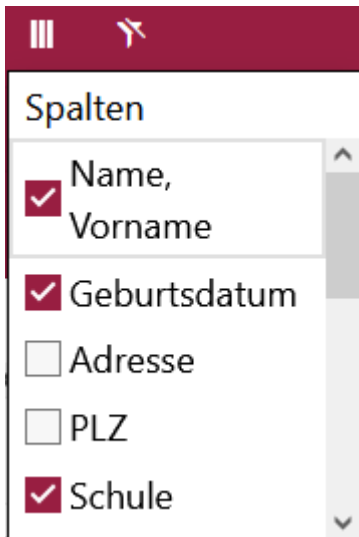 Spalten
Name,
Vorname
Geburtsdatum
Adresse
PLZ
Schule